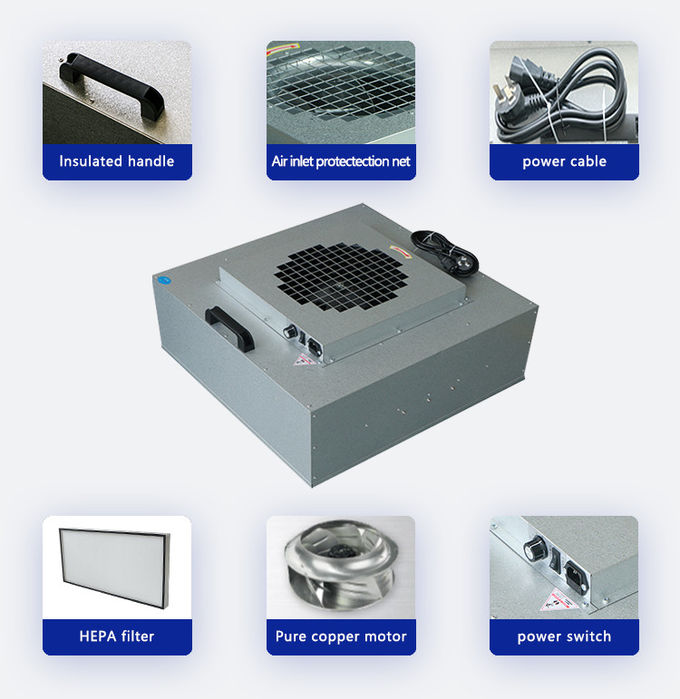 Insulated handle
Air inlet protectection net
power cable
HEPA filter
Pure copper motor
power switch